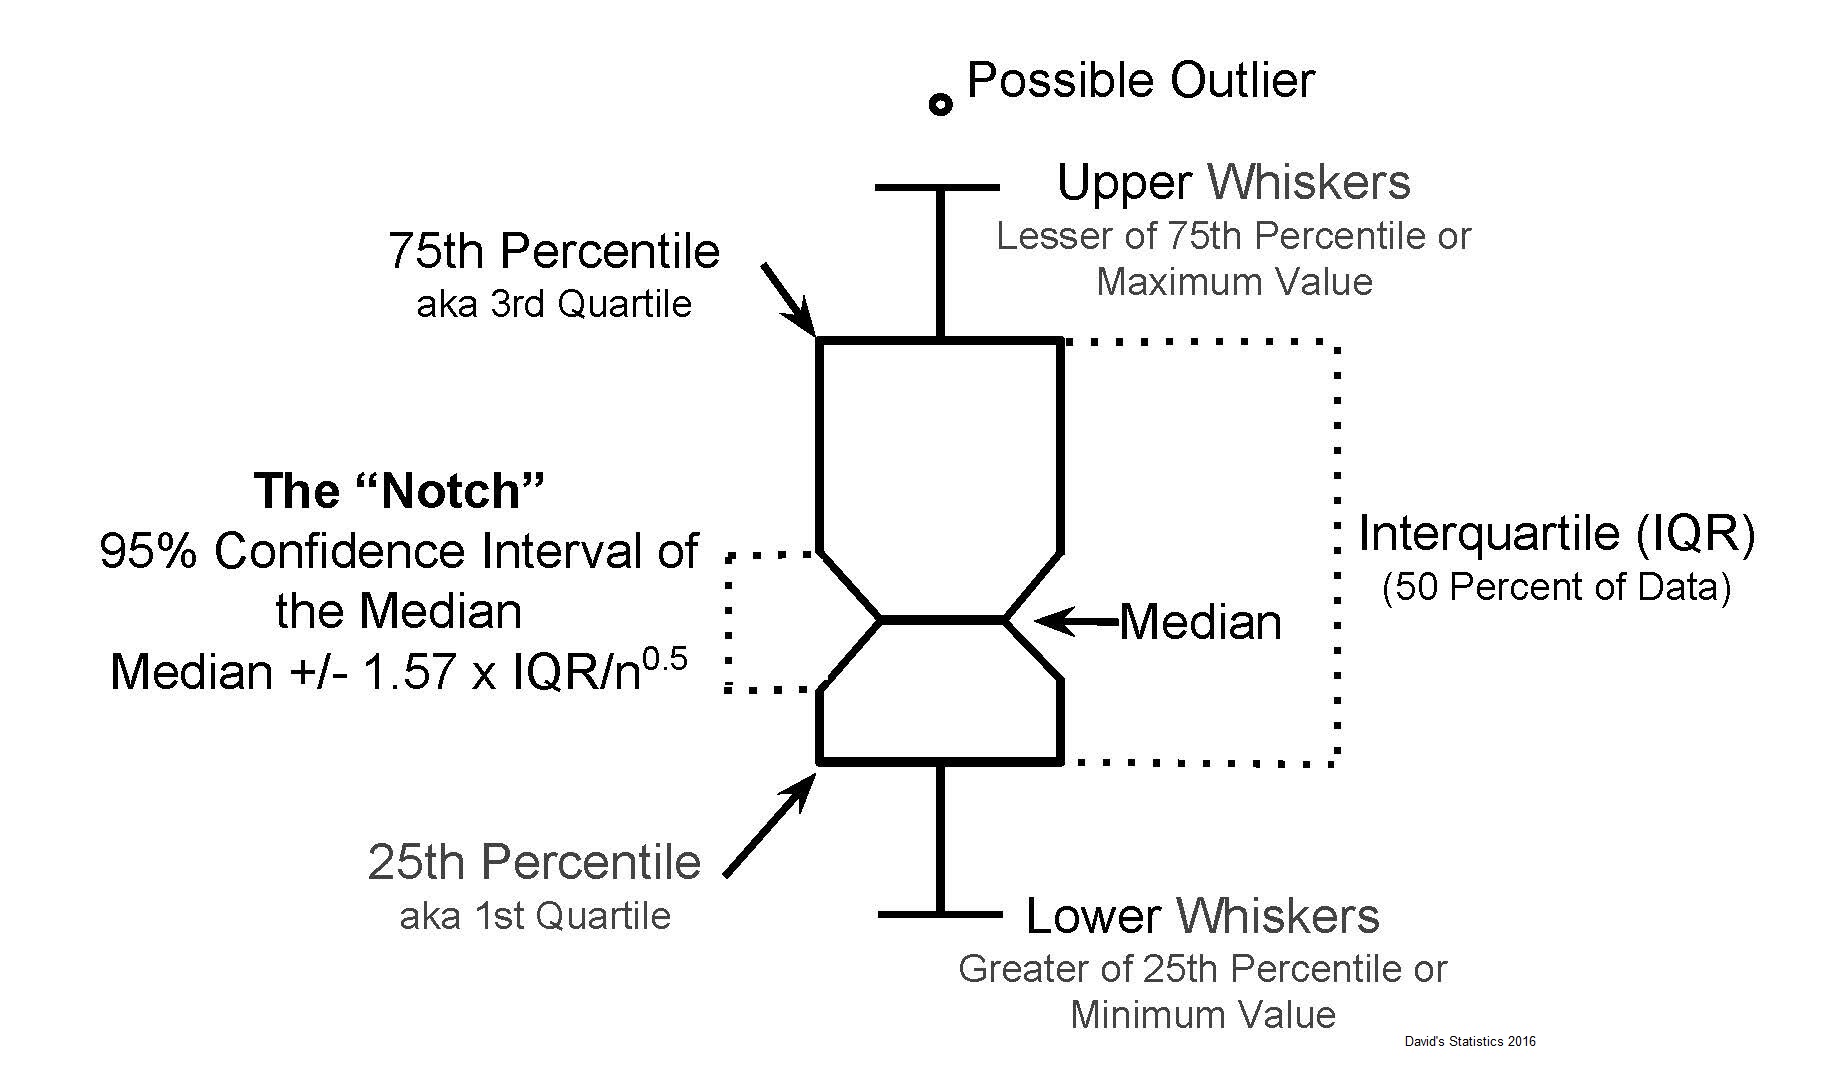 Possible Outlier
Upper Whiskers
Lesser of 75th Percentile or
Maximum Value
75th Percentile
aka 3rd Quartile
The “Notch”
95% Confidence Interval of
the Median
Median +/- 1.57 x IQR/n^0.5
Interquartile (IQR)
(50 Percent of Data)
Median
25th Percentile
aka 1st Quartile
Lower Whiskers
Greater of 25th Percentile or
Minimum Value
David's Statistics 2016